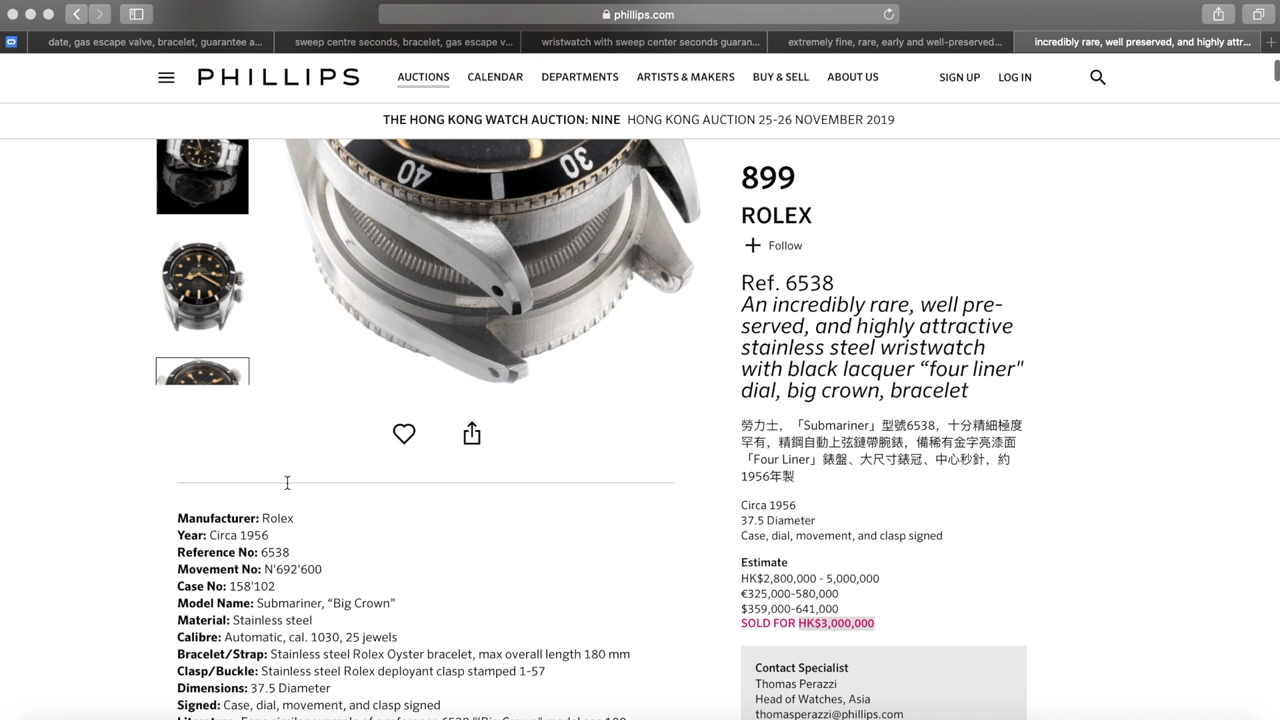 phillips.com
date, gas escape valve, bracelet, guarantee a...
sweep centre seconds, bracelet, gas escape v...
wristwatch with sweep center seconds guaran...
extremely fine, rare, early and well-preserved...
incredibly rare, well preserved, and highly attr...
PHILLIPS
AUCTIONS
CALENDAR
DEPARTMENTS
ARTISTS & MAKERS
BUY & SELL
ABOUT US
SIGN UP
LOG IN
THE HONG KONG WATCH AUCTION: NINE HONG KONG AUCTION 25-26 NOVEMBER 2019
40
30
899
ROLEX
Follow
Ref. 6538
An incredibly rare, well pre-
served, and highly attractive
stainless steel wristwatch
with black lacquer “four liner"
dial, big crown, bracelet
勞力士，「Submariner」型號6538，十分精細極度
罕有，精鋼自動上弦鏈帶腕錶，備稀有金字亮漆面
「Four Liner」錶盤、大尺寸錶冠、中心秒針，約
1956年製
Circa 1956
37.5 Diameter
Case, dial, movement, and clasp signed
Estimate
HK$2,800,000 - 5,000,000
€325,000-580,000
$359,000-641,000
SOLD FOR HK$3,000,000
Contact Specialist
Thomas Perazzi
Head of Watches, Asia
thomasperazzi@phillips.com
Manufacturer: Rolex
Year: Circa 1956
Reference No: 6538
Movement No: N'692'600
Case No: 158'102
Model Name: Submariner, “Big Crown”
Material: Stainless steel
Calibre: Automatic, cal. 1030, 25 jewels
Bracelet/Strap: Stainless steel Rolex Oyster bracelet, max overall length 180 mm
Clasp/Buckle: Stainless steel Rolex deployant clasp stamped 1-57
Dimensions: 37.5 Diameter
Signed: Case, dial, movement, and clasp signed